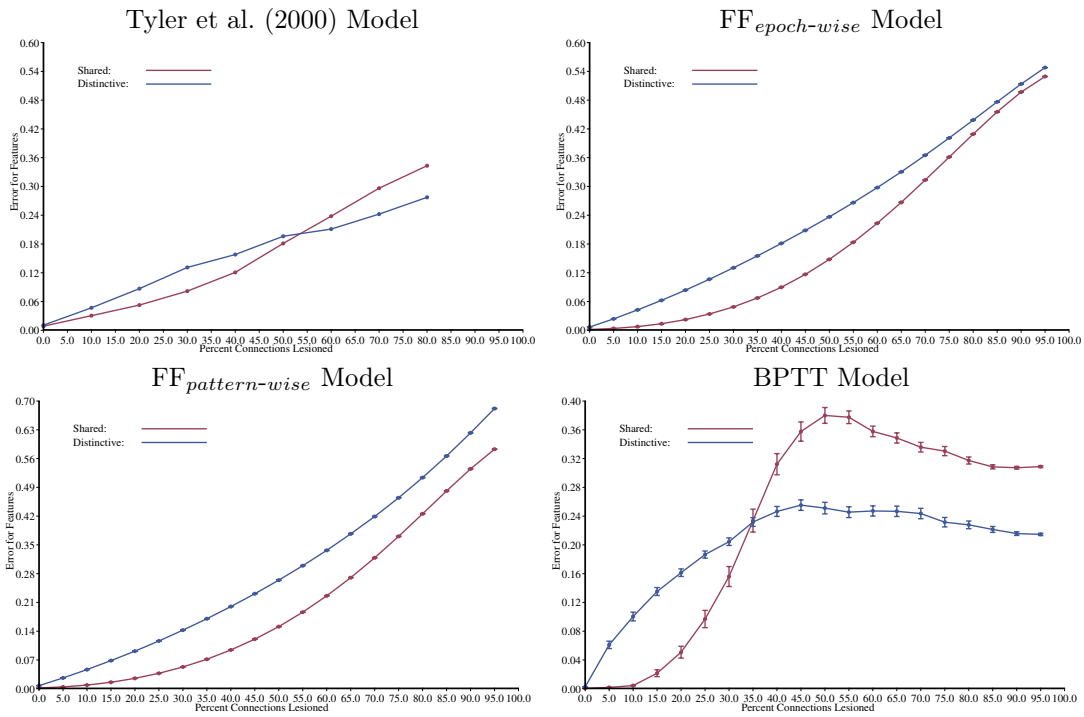 Tyler et al. (2000) Model
0.60
0.54
0.48
0.42
0.36
0.30
0.24
0.18
0.12
0.06
0.00
Error for Features
Shared:
Distinctive:
0.0 10.0 15.0 20.0 25.0 30.0 35.0 40.0 45.0 50.0 55.0 60.0 65.0 70.0 75.0 80.0 85.0 90.0 95.0 100.0
Percent Connections Lesioned
FFepoch-wise Model
0.60
0.54
0.48
0.42
0.36
0.30
0.24
0.18
0.12
0.06
0.00
Error for Features
Shared:
Distinctive:
0.0 5.0 10.0 15.0 20.0 25.0 30.0 35.0 40.0 45.0 50.0 55.0 60.0 65.0 70.0 75.0 80.0 85.0 90.0 95.0 100.0
Percent Connections Lesioned
FFpattern-wise Model
0.70
0.63
0.56
0.49
0.42
0.35
0.28
0.21
0.14
0.07
0.00
Error for Features
Shared:
Distinctive:
0.0 5.0 10.0 15.0 20.0 25.0 30.0 35.0 40.0 45.0 50.0 55.0 60.0 65.0 70.0 75.0 80.0 85.0 90.0 95.0 100.0
Percent Connections Lesioned
BPTT Model
0.40
0.36
0.32
0.28
0.24
0.20
0.16
0.12
0.08
0.04
0.00
Error for Features
Shared:
Distinctive:
0.0 5.0 10.0 15.0 20.0 25.0 30.0 35.0 40.0 45.0 50.0 55.0 60.0 65.0 70.0 75.0 80.0 85.0 90.0 95.0 100.0
Percent Connections Lesioned